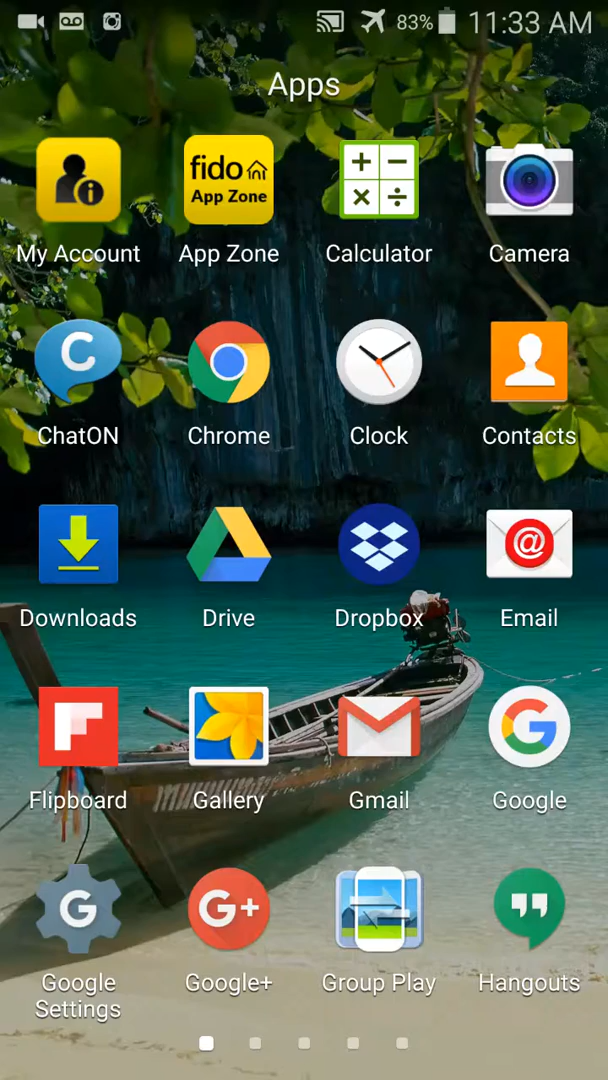 83% 11:33 AM
Apps
fido
App Zone
My Account App Zone Calculator Camera
C
ChatON Chrome Clock Contacts
@
Downloads Drive Dropbox Email
G
Flipboard Gallery Gmail Google
G G+
Google Settings Google+ Group Play Hangouts